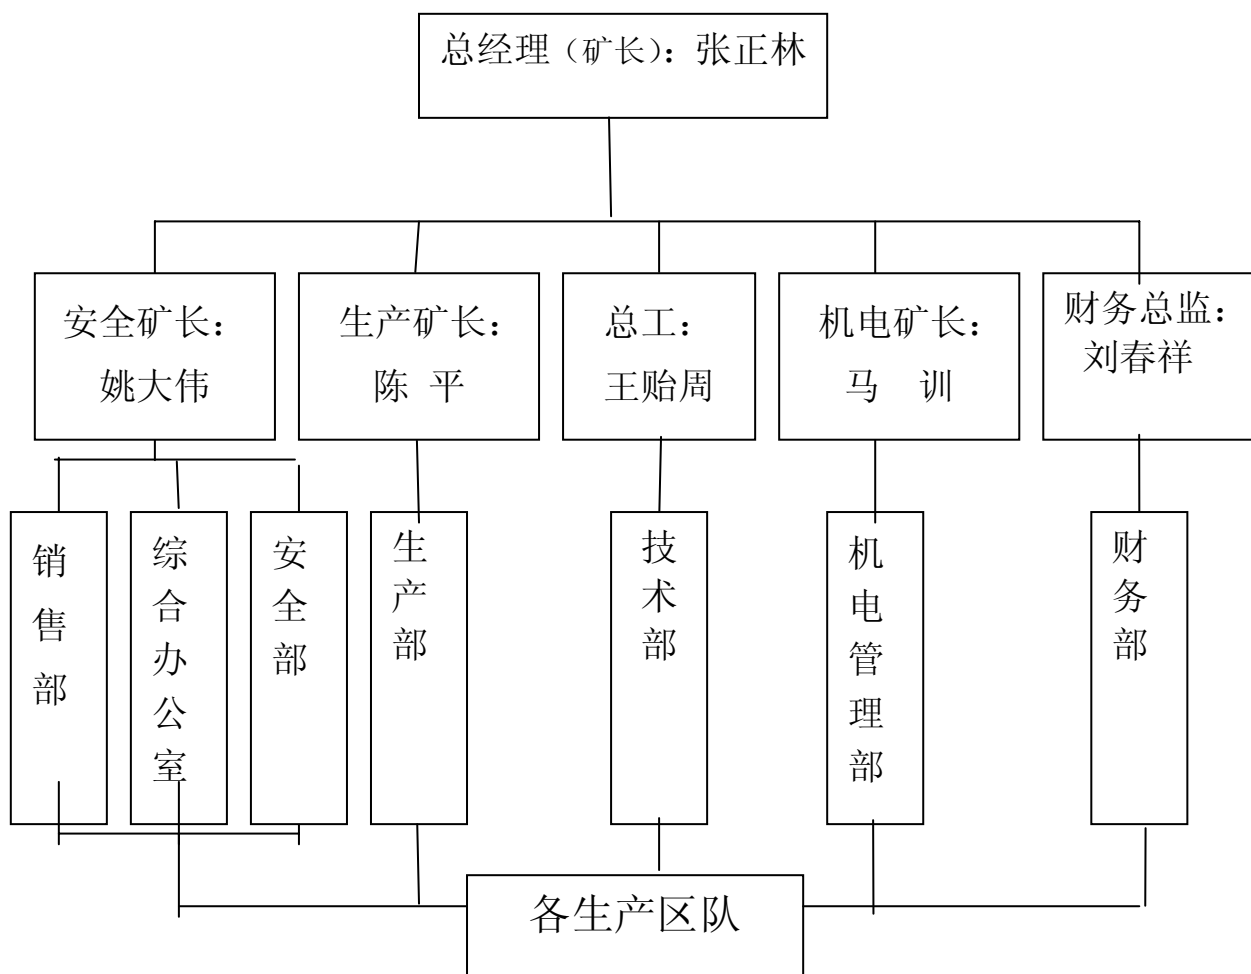 总经理（矿长）：张正林
安全矿长：
姚大伟
生产矿长：
陈 平
总工：
王贻周
机电矿长：
马 训
财务总监：
刘春祥
销售部
综合办公室
安全部
生产部
技术部
机电管理部
财务部
各生产区队